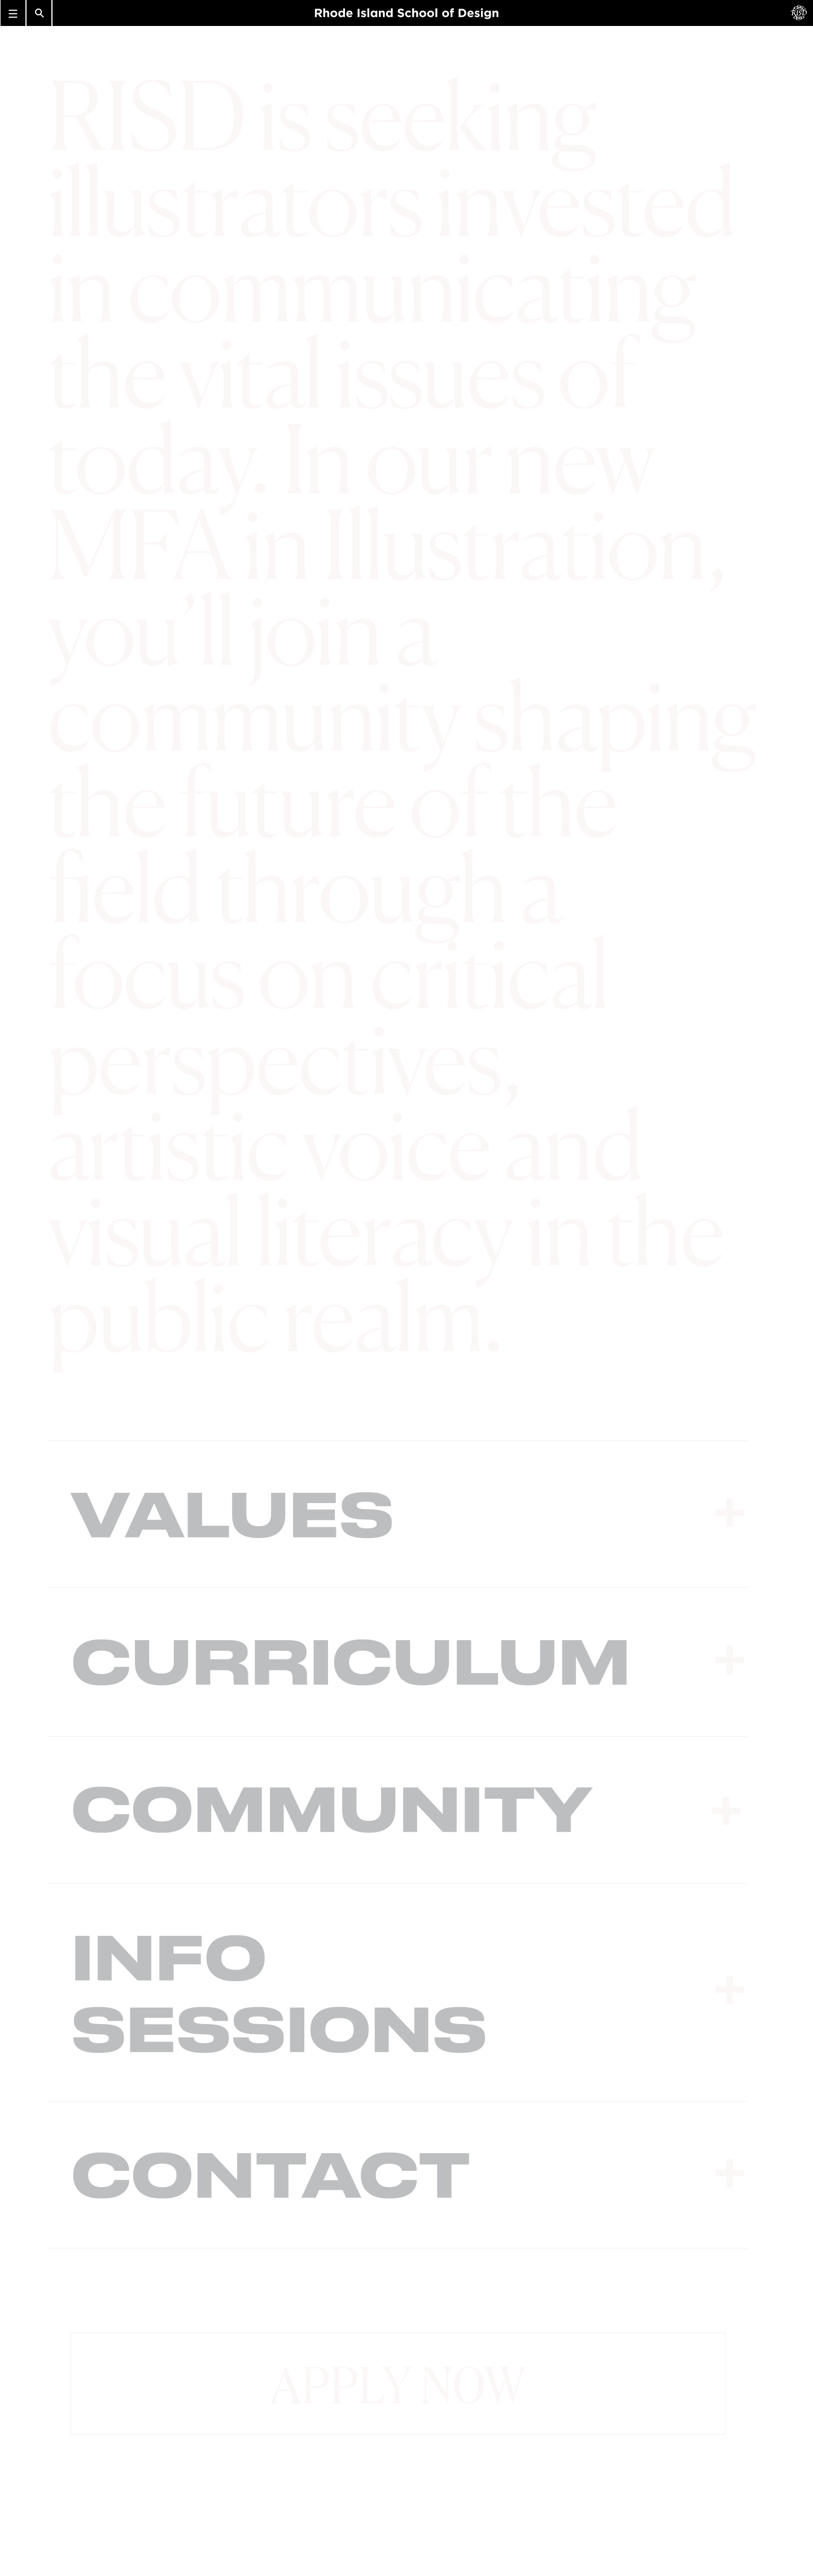 Rhode Island School of Design
RISD
RISD is seeking
illustrators invested
in communicating
the vital issues of
today. In our new
MFA in Illustration,
you’ll join a
community shaping
the future of the
field through a
focus on critical
perspectives,
artistic voice and
visual literacy in the
public realm.
VALUES
CURRICULUM
COMMUNITY
INFO
SESSIONS
CONTACT
APPLY NOW